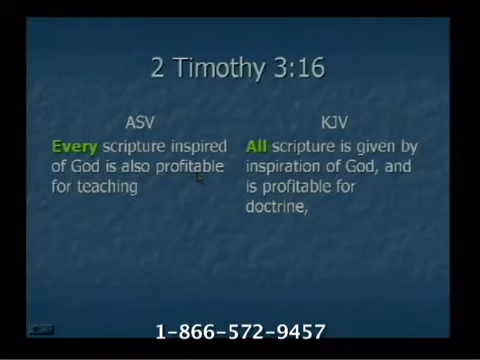 2 Timothy 3:16
ASV
Every scripture inspired
of God is also profitable
for teaching
KJV
All scripture is given by
inspiration of God, and
is profitable for
doctrine,
1-866-572-9457